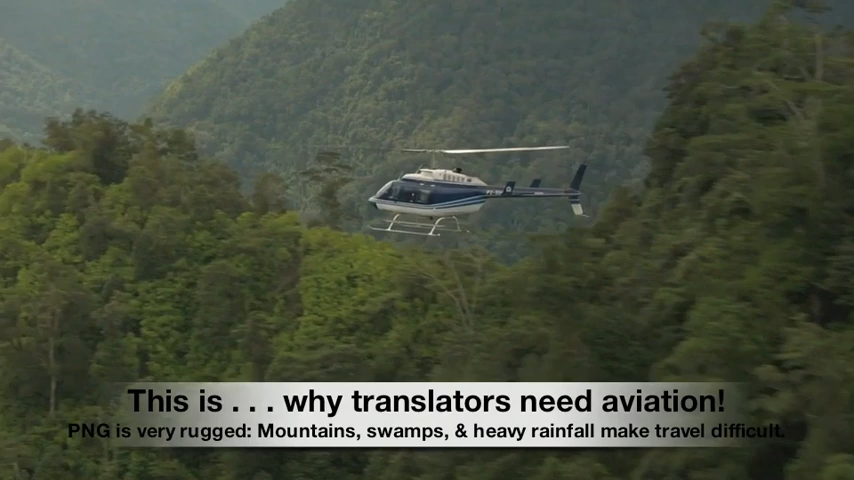 This is . . . why translators need aviation!
PNG is very rugged: Mountains, swamps, & heavy rainfall make travel difficult.